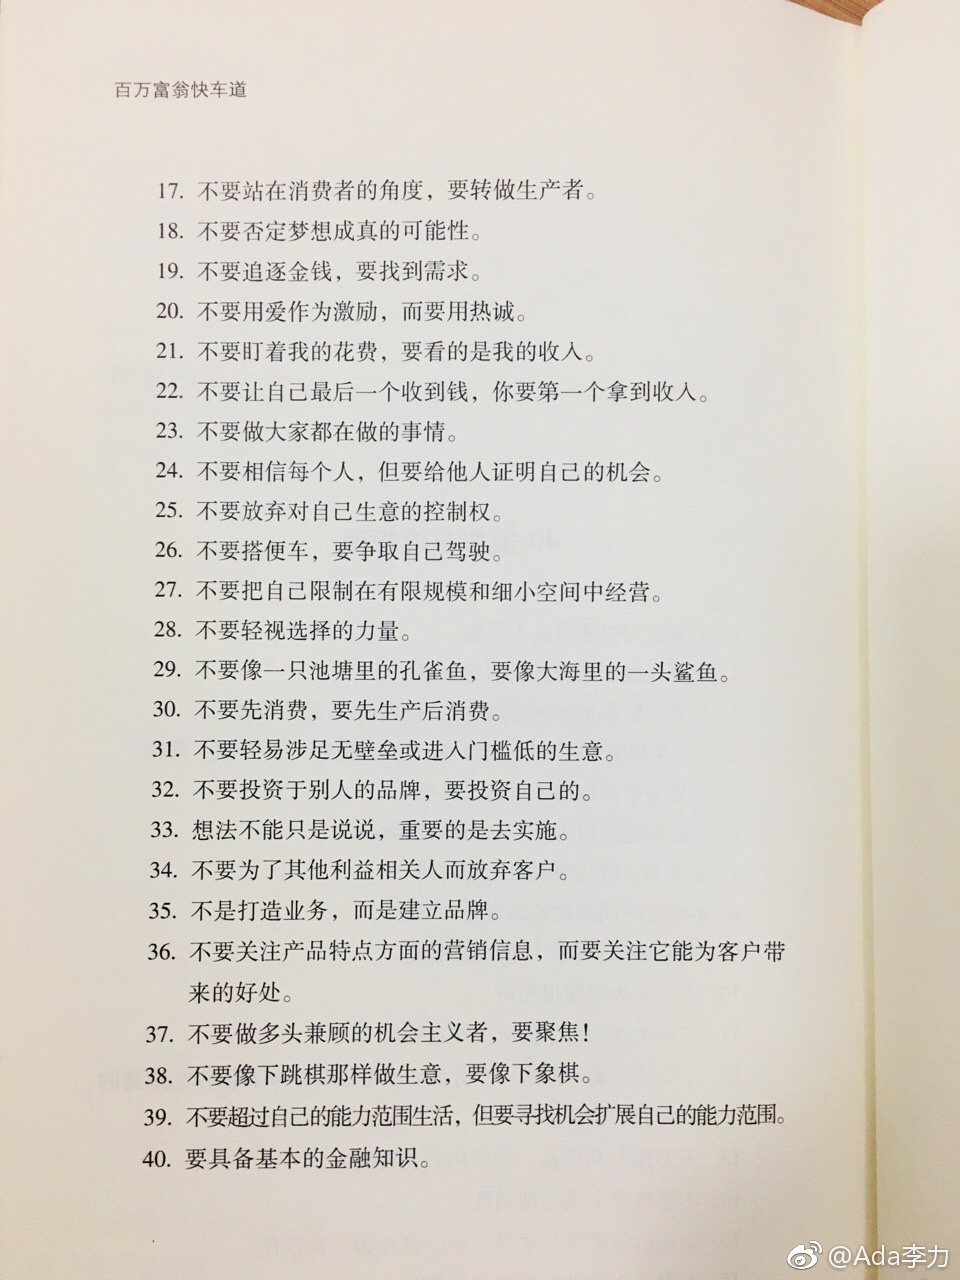 百万富翁快车道
17. 不要站在消费者的角度，要转做生产者。
18. 不要否定梦想成真的可能性。
19. 不要追逐金钱，要找到需求。
20. 不要用爱作为激励，而要用热诚。
21. 不要盯着我的花费，要看的是我的收入。
22. 不要让自己最后一个收到钱，你要第一个拿到收入。
23. 不要做大家都在做的事情。
24. 不要相信每个人，但要给他人证明自己的机会。
25. 不要放弃对自己生意的控制权。
26. 不要搭便车，要争取自己驾驶。
27. 不要把自己限制在有限规模和细小空间中经营。
28. 不要轻视选择的力量。
29. 不要像一只池塘里的孔雀鱼，要像大海里的一头鲨鱼。
30. 不要先消费，要先生产后消费。
31. 不要轻易涉足无壁垒或进入门槛低的生意。
32. 不要投资于别人的品牌，要投资自己的。
33. 想法不能只是说说，重要的是去实施。
34. 不要为了其他利益相关人而放弃客户。
35. 不是打造业务，而是建立品牌。
36. 不要关注产品特点方面的营销信息，而要关注它能为客户带
来的好处。
37. 不要做多头兼顾的机会主义者，要聚焦！
38. 不要像下跳棋那样做生意，要像下象棋。
39. 不要超过自己的能力范围生活，但要寻找机会扩展自己的能力范围。
40. 要具备基本的金融知识。
@Ada李力